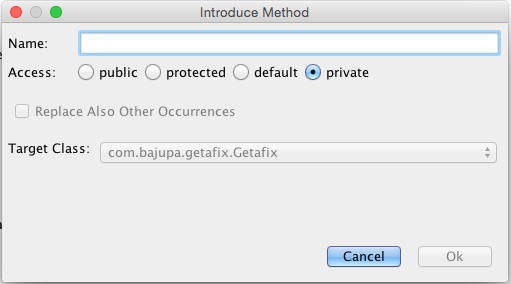 Introduce Method
Name:
Access: public protected default private
Replace Also Other Occurrences
Target Class: com.bajupa.getafix.Getafix
Cancel Ok